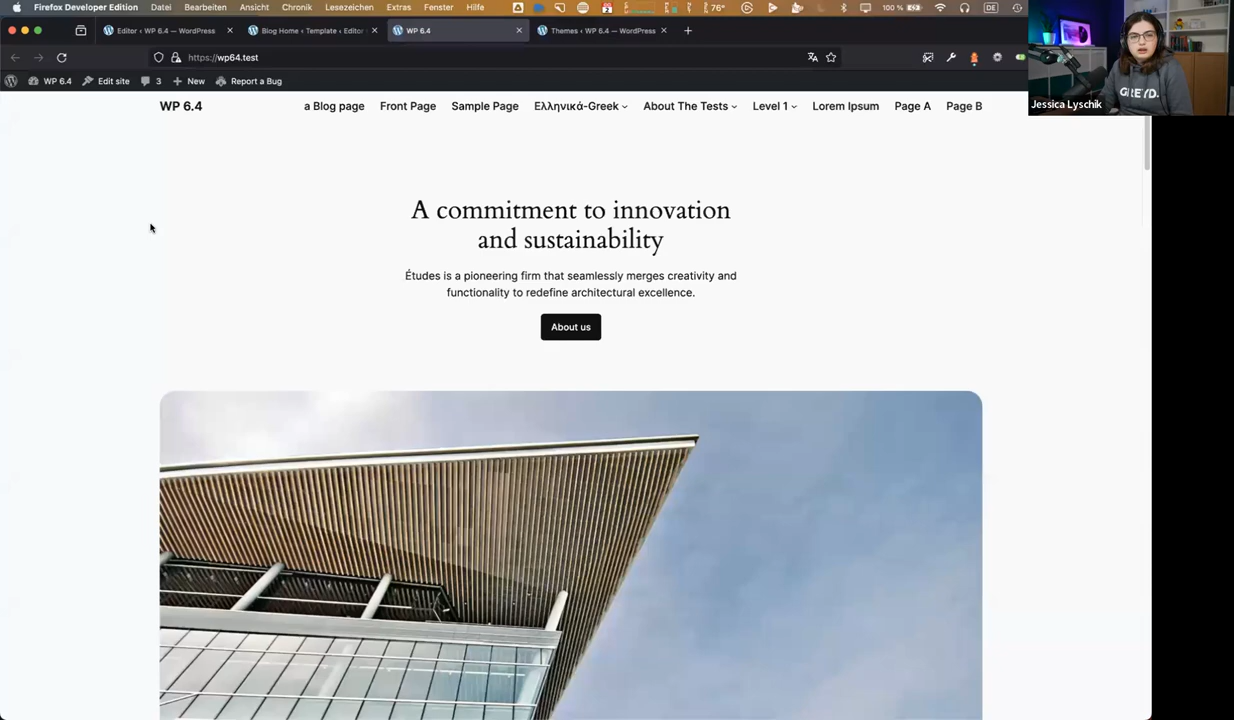 Firefox Developer Edition Datei Bearbeiten Ansicht Chronik Lesezeichen Extras Fenster Hilfe 76° 100 % DE
Editor ‹ WP 6.4 — WordPress Blog Home ‹ Template ‹ Editor WP 6.4 Themes ‹ WP 6.4 — WordPress
https://wp64.test
WP 6.4 Edit site 3 New Report a Bug
WP 6.4 a Blog page Front Page Sample Page Ελληνικά-Greek About The Tests Level 1 Lorem Ipsum Page A Page B
GREYD.
Jessica Lyschik
A commitment to innovation
and sustainability
Études is a pioneering firm that seamlessly merges creativity and
functionality to redefine architectural excellence.
About us